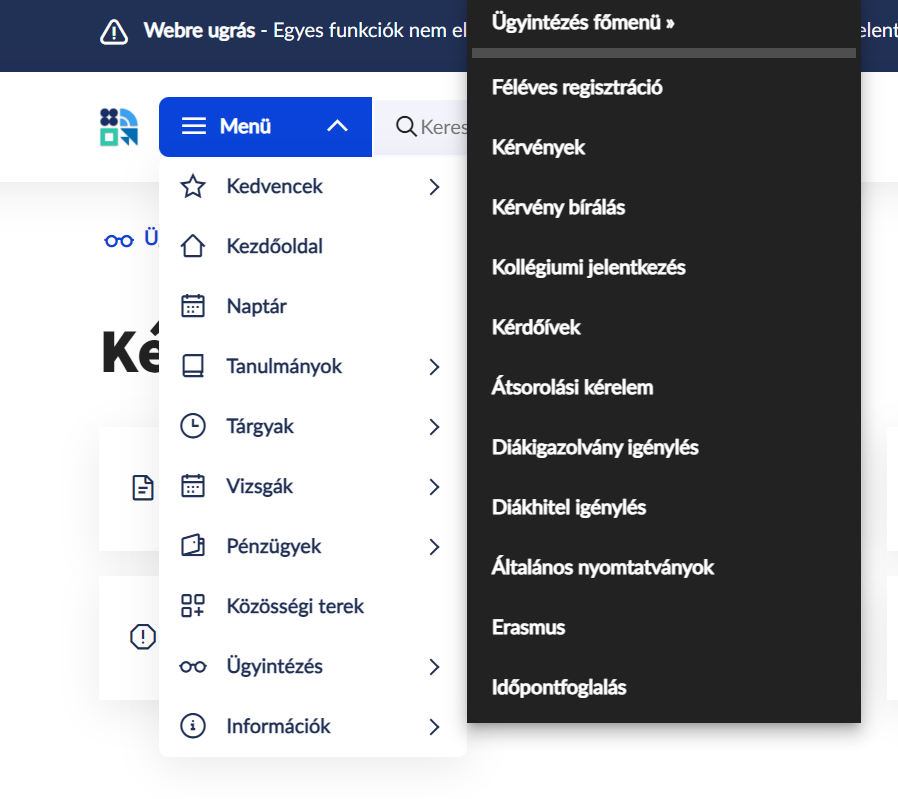 Webre ugrás - Egyes funkciók nem el
elent
Menü
Keres
Kedvencek
Kezdőoldal
Naptár
Tanulmányok
Tárgyak
Vizsgák
Pénzügyek
Közösségi terek
Ügyintézés
Információk
Ü
Ké
Ügyintézés főmenü »
Féléves regisztráció
Kérvények
Kérvény bírálás
Kollégiumi jelentkezés
Kérdőívek
Átsorolási kérelem
Diákigazolvány igénylés
Diákhitel igénylés
Általános nyomtatványok
Erasmus
Időpontfoglalás